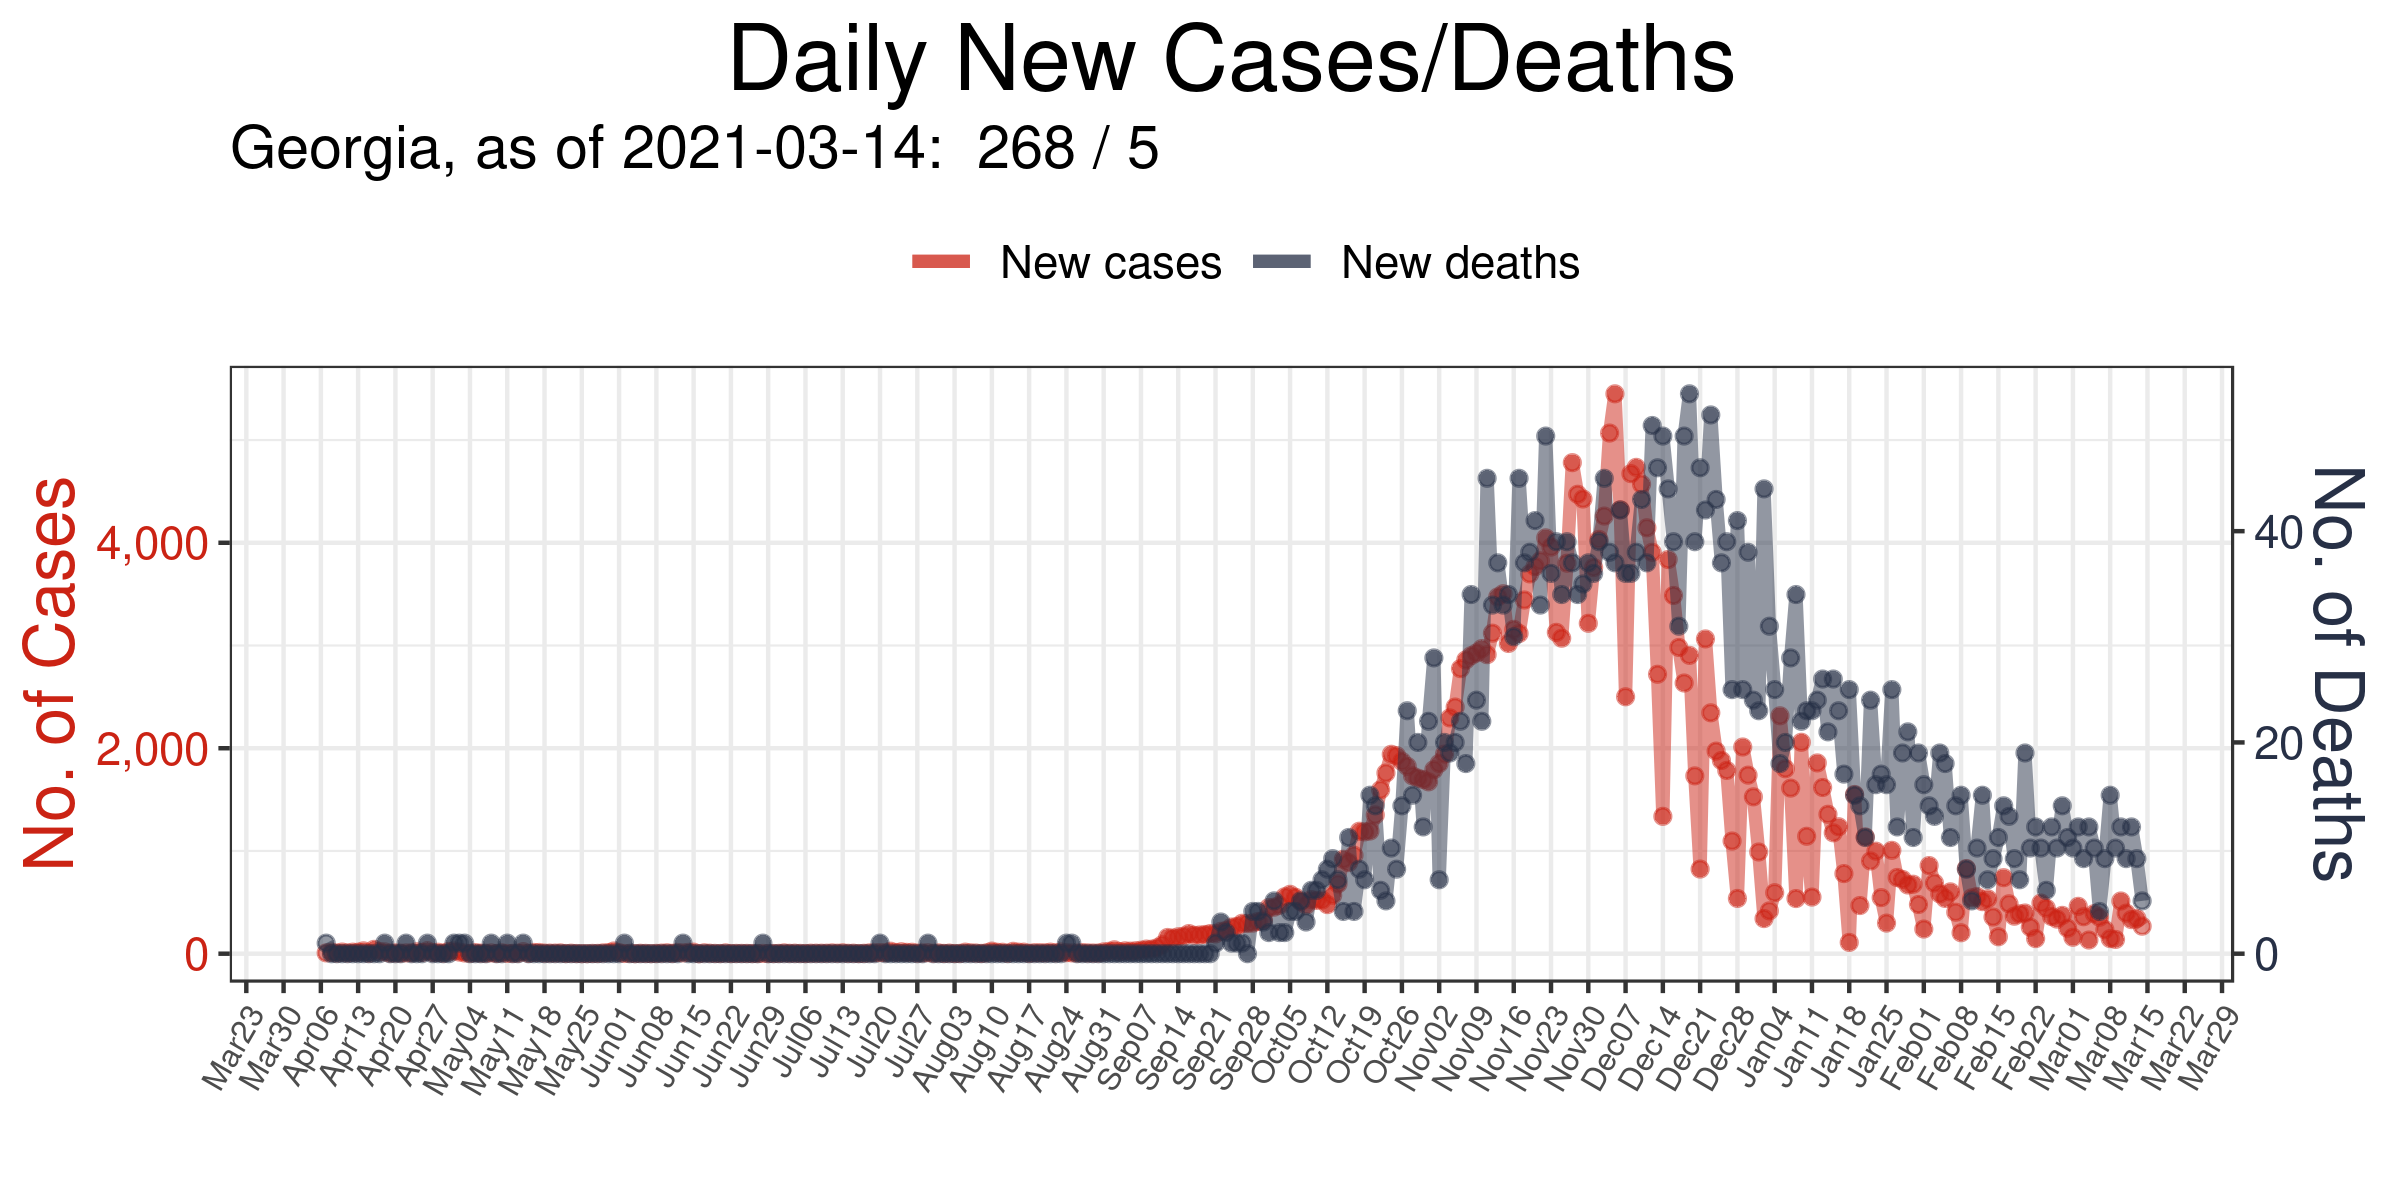 Daily New Cases/Deaths
Georgia, as of 2021-03-14:  268 / 5
New cases New deaths
No. of Cases
4,000
2,000
0
No. of Deaths
40
20
0
Mar23 Mar30 Apr06 Apr13 Apr20 Apr27 May04 May11 May18 May25 Jun01 Jun08 Jun15 Jun22 Jun29 Jul06 Jul13 Jul20 Jul27 Aug03 Aug10 Aug17 Aug24 Aug31 Sep07 Sep14 Sep21 Sep28 Oct05 Oct12 Oct19 Oct26 Nov02 Nov09 Nov16 Nov23 Nov30 Dec07 Dec14 Dec21 Dec28 Jan04 Jan11 Jan18 Jan25 Feb01 Feb08 Feb15 Feb22 Mar01 Mar08 Mar15 Mar22 Mar29